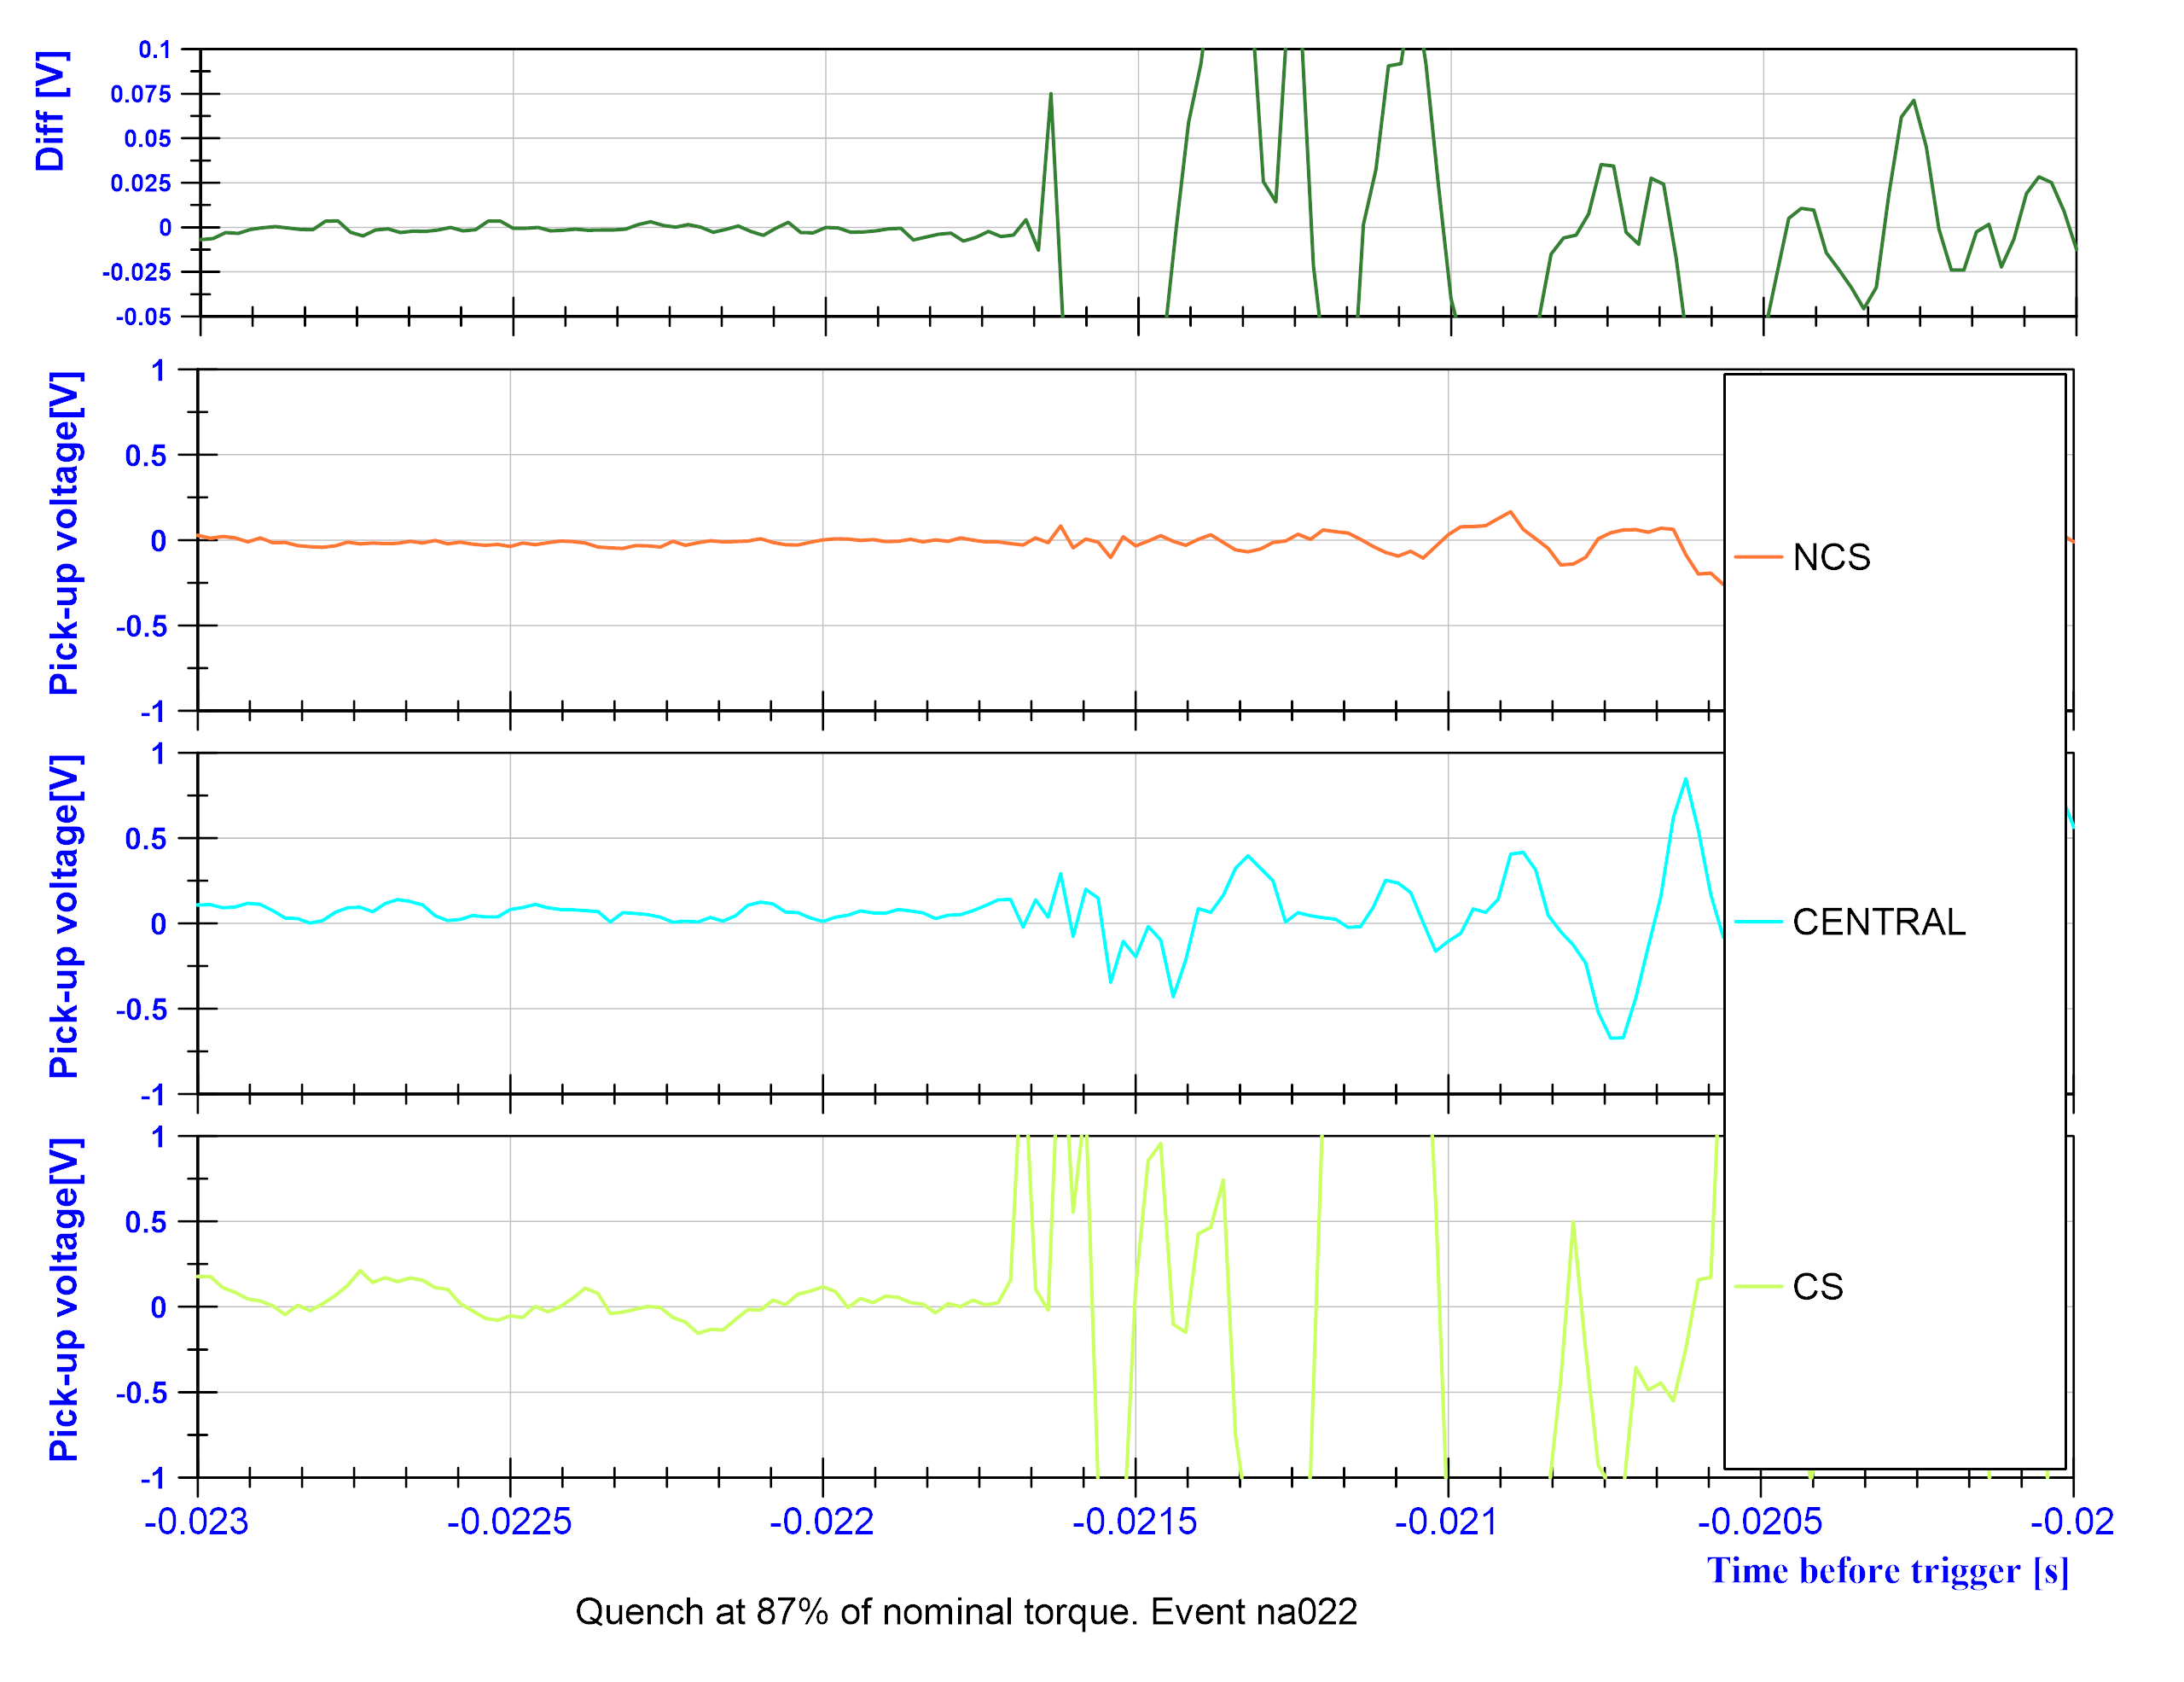 Diff [V]
0.1
0.075
0.05
0.025
0
-0.025
-0.05
Pick-up voltage[V]
1
0.5
0
-0.5
-1
NCS
Pick-up voltage[V]
1
0.5
0
-0.5
-1
CENTRAL
Pick-up voltage[V]
1
0.5
0
-0.5
-1
CS
-0.023 -0.0225 -0.022 -0.0215 -0.021 -0.0205 -0.02
Time before trigger [s]
Quench at 87% of nominal torque. Event na022